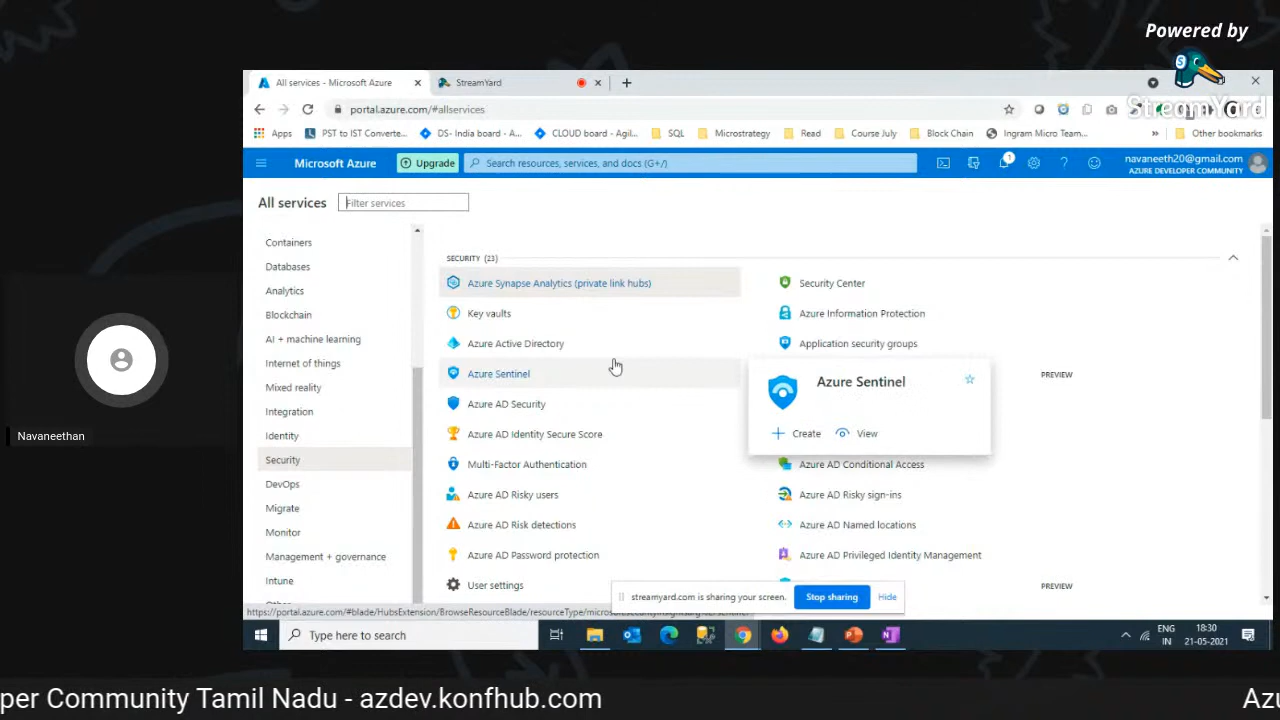 Powered by
StreamYard
All services - Microsoft Azure
StreamYard
portal.azure.com/#allservices
Apps
PST to IST Converte...
DS- India board - A...
CLOUD board - Agil...
SQL
Microstrategy
Read
Course July
Block Chain
Ingram Micro Team...
Other bookmarks
Microsoft Azure
Upgrade
Search resources, services, and docs (G+/)
1
navaneeth20@gmail.com
AZURE DEVELOPER COMMUNITY
All services
Filter services
Containers
Databases
Analytics
Blockchain
AI + machine learning
Internet of things
Mixed reality
Integration
Identity
Security
DevOps
Migrate
Monitor
Management + governance
Intune
SECURITY (23)
Azure Synapse Analytics (private link hubs)
Key vaults
Azure Active Directory
Azure Sentinel
Azure AD Security
Azure AD Identity Secure Score
Multi-Factor Authentication
Azure AD Risky users
Azure AD Risk detections
Azure AD Password protection
User settings
Security Center
Azure Information Protection
Application security groups
PREVIEW
Azure Sentinel
Create
View
Azure AD Conditional Access
Azure AD Risky sign-ins
Azure AD Named locations
Azure AD Privileged Identity Management
PREVIEW
streamyard.com is sharing your screen.
Stop sharing
Hide
Type here to search
ENG
IN
18:30
21-05-2021
Navaneethan
per Community Tamil Nadu - azdev.konfhub.com
Az